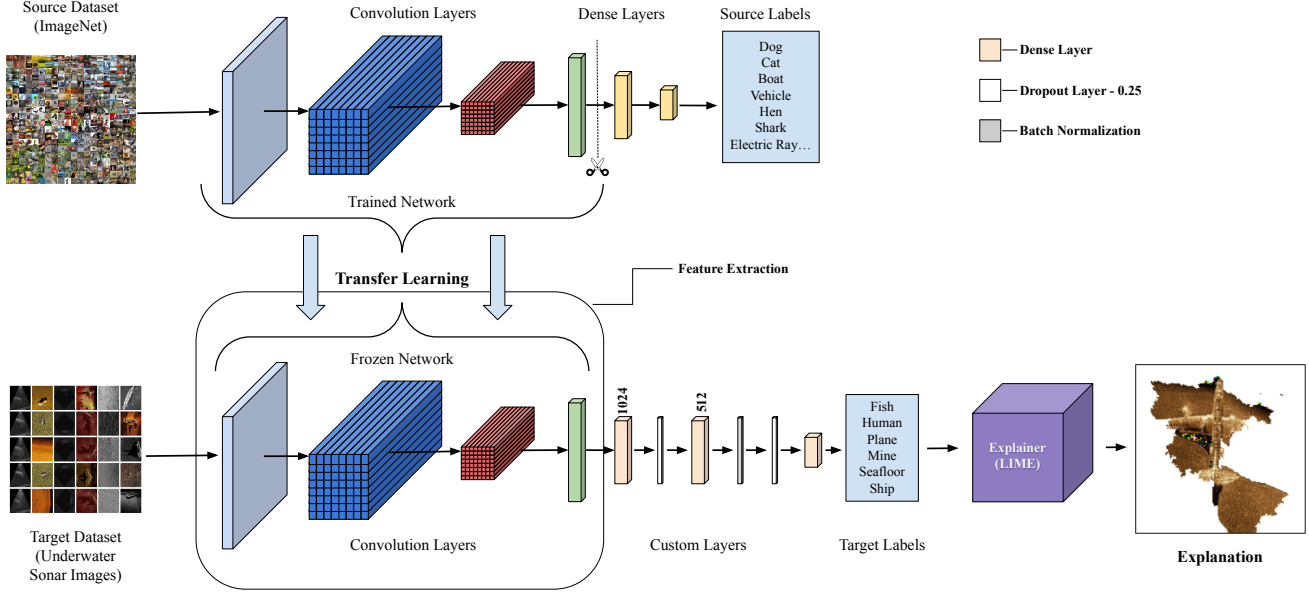 Source Dataset
(ImageNet)
Convolution Layers
Dense Layers
Source Labels
Dog
Cat
Boat
Vehicle
Hen
Shark
Electric Ray…
Dense Layer
Dropout Layer - 0.25
Batch Normalization
Trained Network
Transfer Learning
Feature Extraction
Frozen Network
1024
512
Fish
Human
Plane
Mine
Seafloor
Ship
Explainer
(LIME)
Target Dataset
(Underwater
Sonar Images)
Convolution Layers
Custom Layers
Target Labels
Explanation